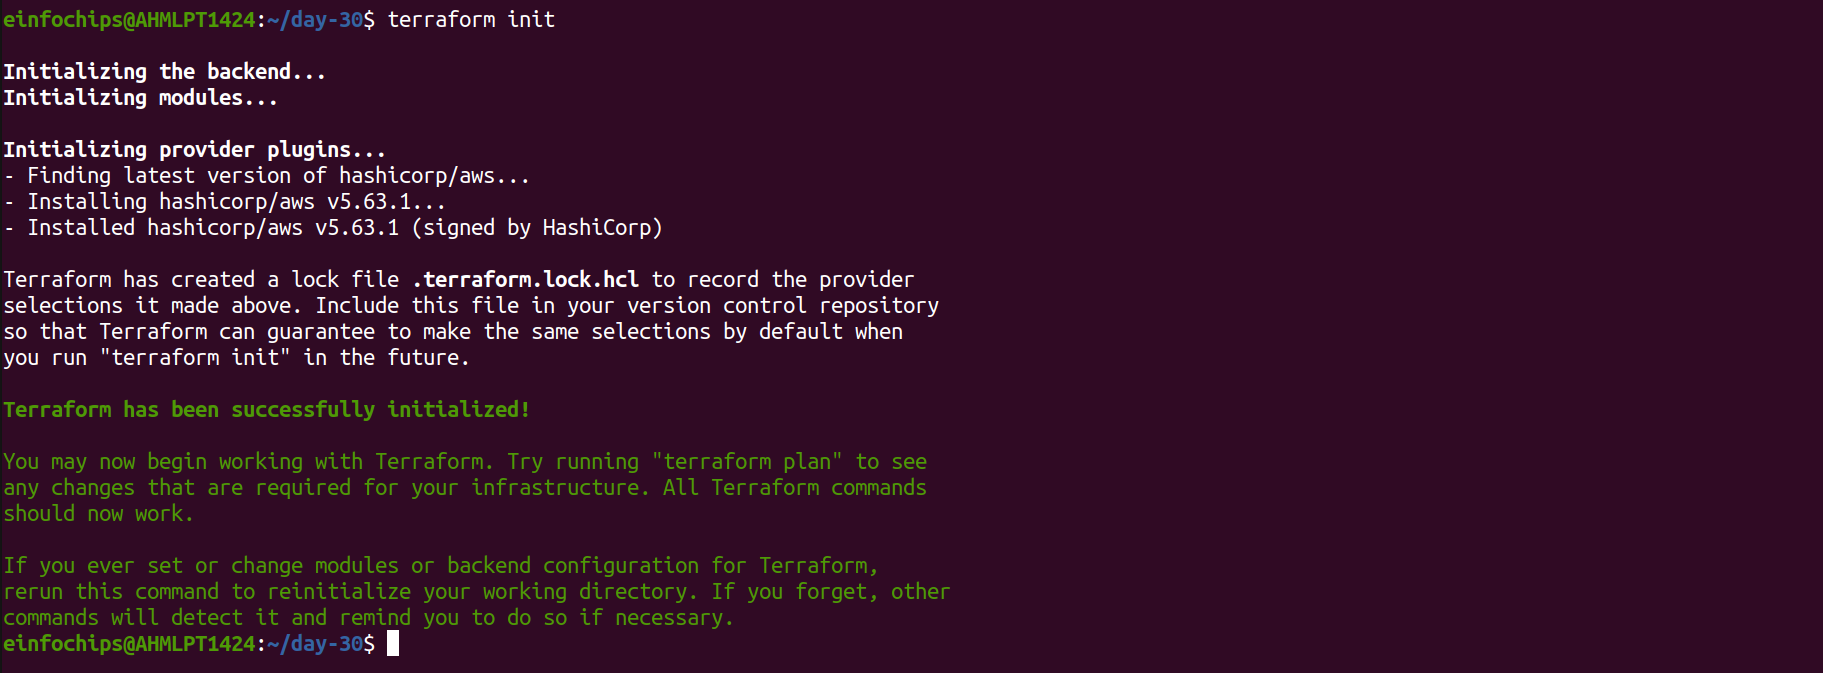 einfochips@AHMLPT1424:~/day-30$ terraform init
Initializing the backend...
Initializing modules...
Initializing provider plugins...
- Finding latest version of hashicorp/aws...
- Installing hashicorp/aws v5.63.1...
- Installed hashicorp/aws v5.63.1 (signed by HashiCorp)
Terraform has created a lock file .terraform.lock.hcl to record the provider
selections it made above. Include this file in your version control repository
so that Terraform can guarantee to make the same selections by default when
you run "terraform init" in the future.
Terraform has been successfully initialized!
You may now begin working with Terraform. Try running "terraform plan" to see
any changes that are required for your infrastructure. All Terraform commands
should now work.
If you ever set or change modules or backend configuration for Terraform,
rerun this command to reinitialize your working directory. If you forget, other
commands will detect it and remind you to do so if necessary.
einfochips@AHMLPT1424:~/day-30$